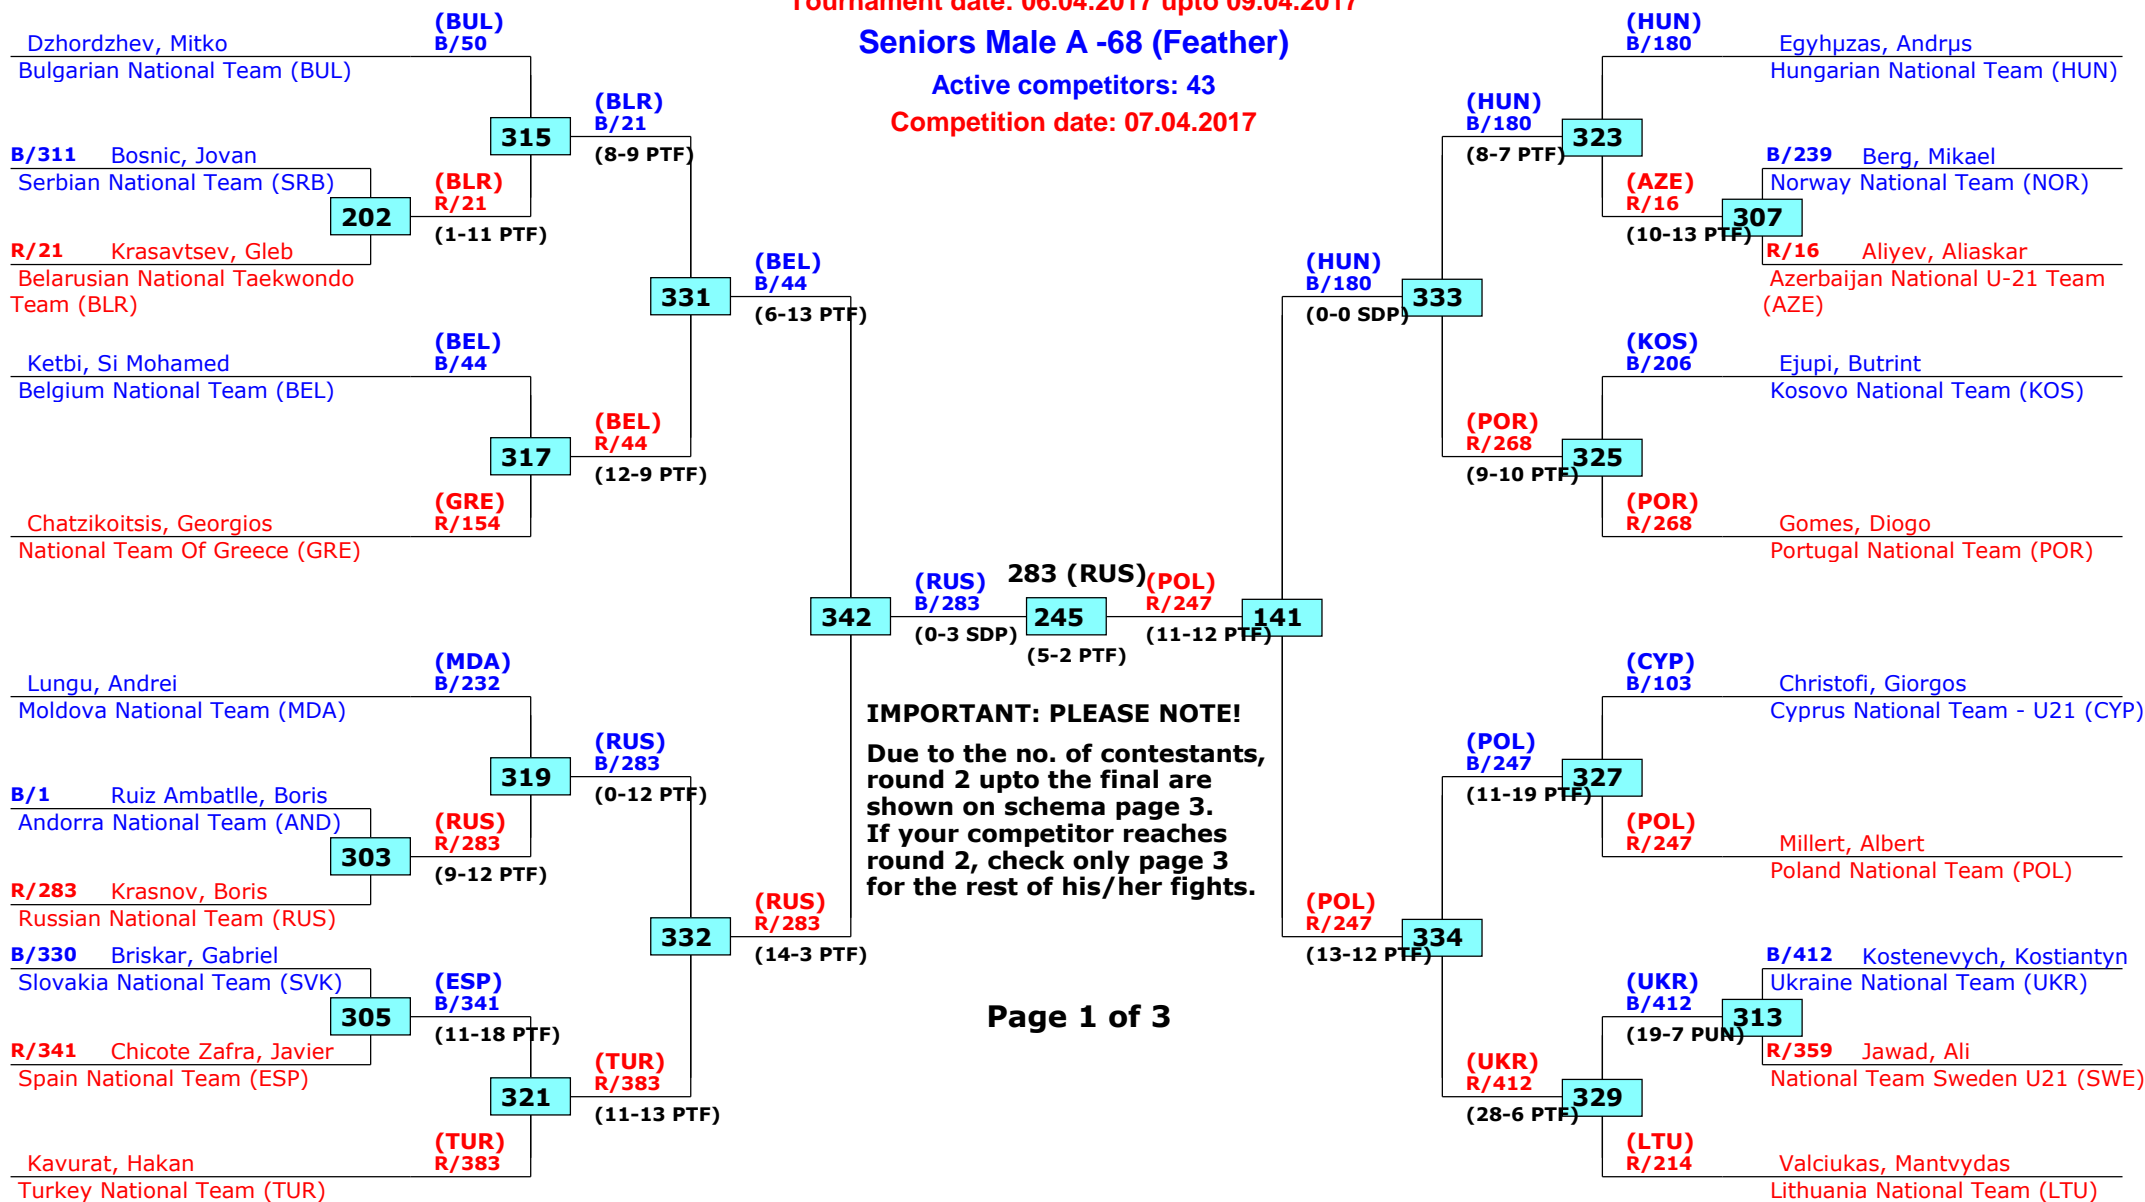 Tournament date: 06.04.2017 upto 09.04.2017
Seniors Male A -68 (Feather)
Active competitors: 43
Competition date: 07.04.2017
(BUL)
Dzhordzhev, Mitko B/50
Bulgarian National Team (BUL)
(BLR)
B/21
315
(8-9 PTF)
B/311 Bosnic, Jovan
Serbian National Team (SRB)
(BLR)
R/21
202
(1-11 PTF)
R/21 Krasavtsev, Gleb
Belarusian National Taekwondo
Team (BLR)
(BEL)
B/44
331
(6-13 PTF)
(BEL)
Ketbi, Si Mohamed B/44
Belgium National Team (BEL)
(BEL)
R/44
317
(12-9 PTF)
(GRE)
Chatzikoitsis, Georgios R/154
National Team Of Greece (GRE)
342
(RUS)
B/283
(0-3 SDP)
283 (RUS)
245
(5-2 PTF)
(POL)
R/247
141
(11-12 PTF)
(MDA)
Lungu, Andrei B/232
Moldova National Team (MDA)
(RUS)
B/283
319
(0-12 PTF)
B/1 Ruiz Ambatlle, Boris
Andorra National Team (AND)
(RUS)
R/283
303
(9-12 PTF)
R/283 Krasnov, Boris
Russian National Team (RUS)
(RUS)
R/283
332
(14-3 PTF)
B/330 Briskar, Gabriel
Slovakia National Team (SVK)
(ESP)
B/341
305
(11-18 PTF)
R/341 Chicote Zafra, Javier
Spain National Team (ESP)
(TUR)
R/383
321
(11-13 PTF)
(TUR)
Kavurat, Hakan R/383
Turkey National Team (TUR)
IMPORTANT: PLEASE NOTE!
Due to the no. of contestants,
round 2 upto the final are
shown on schema page 3.
If your competitor reaches
round 2, check only page 3
for the rest of his/her fights.
Page 1 of 3
(HUN)
B/180 Egyhµzas, Andrµs
Hungarian National Team (HUN)
(HUN)
B/180
323
(8-7 PTF)
B/239 Berg, Mikael
Norway National Team (NOR)
(AZE)
R/16
307
(10-13 PTF)
R/16 Aliyev, Aliaskar
Azerbaijan National U-21 Team
(AZE)
(HUN)
B/180
333
(0-0 SDP)
(KOS)
B/206 Ejupi, Butrint
Kosovo National Team (KOS)
(POR)
R/268
325
(9-10 PTF)
(POR)
R/268 Gomes, Diogo
Portugal National Team (POR)
(CYP)
B/103 Christofi, Giorgos
Cyprus National Team - U21 (CYP)
(POL)
B/247
327
(11-19 PTF)
(POL)
R/247 Millert, Albert
Poland National Team (POL)
(POL)
R/247
334
(13-12 PTF)
B/412 Kostenevych, Kostiantyn
Ukraine National Team (UKR)
(UKR)
B/412
313
(19-7 PUN)
R/359 Jawad, Ali
National Team Sweden U21 (SWE)
(UKR)
R/412
329
(28-6 PTF)
(LTU)
R/214 Valciukas, Mantvydas
Lithuania National Team (LTU)